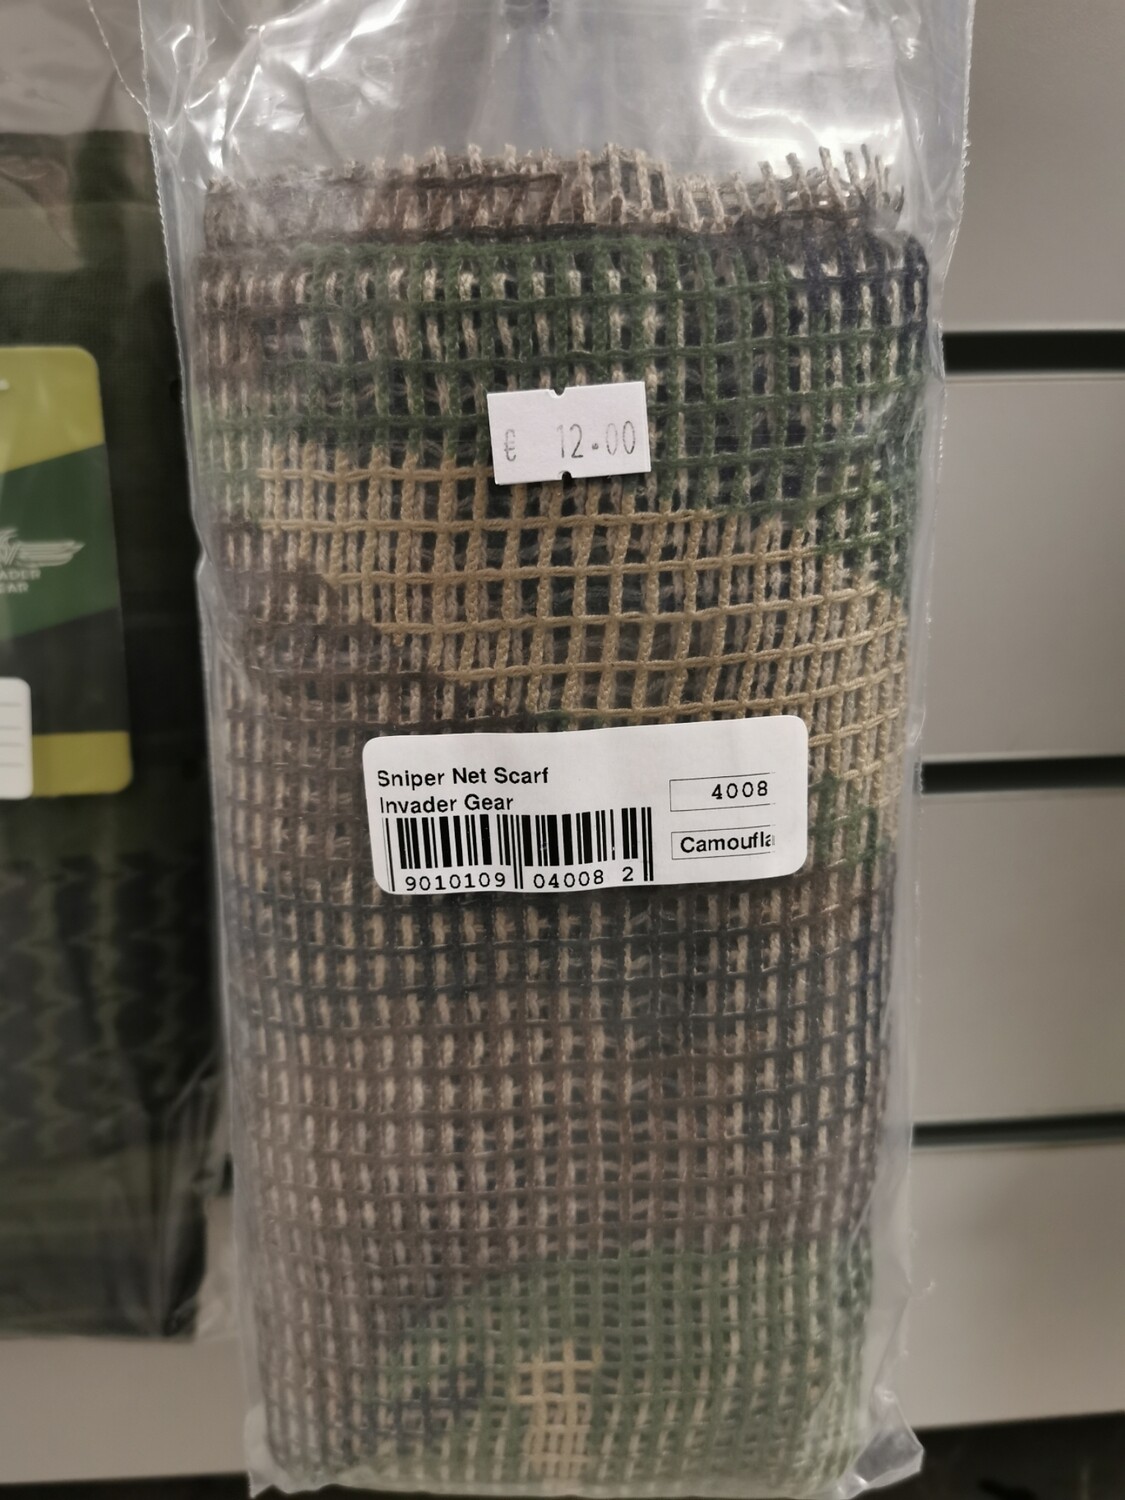 € 12.00
Sniper Net Scarf
Invader Gear
4008
Camoufla
9010109 04008 2